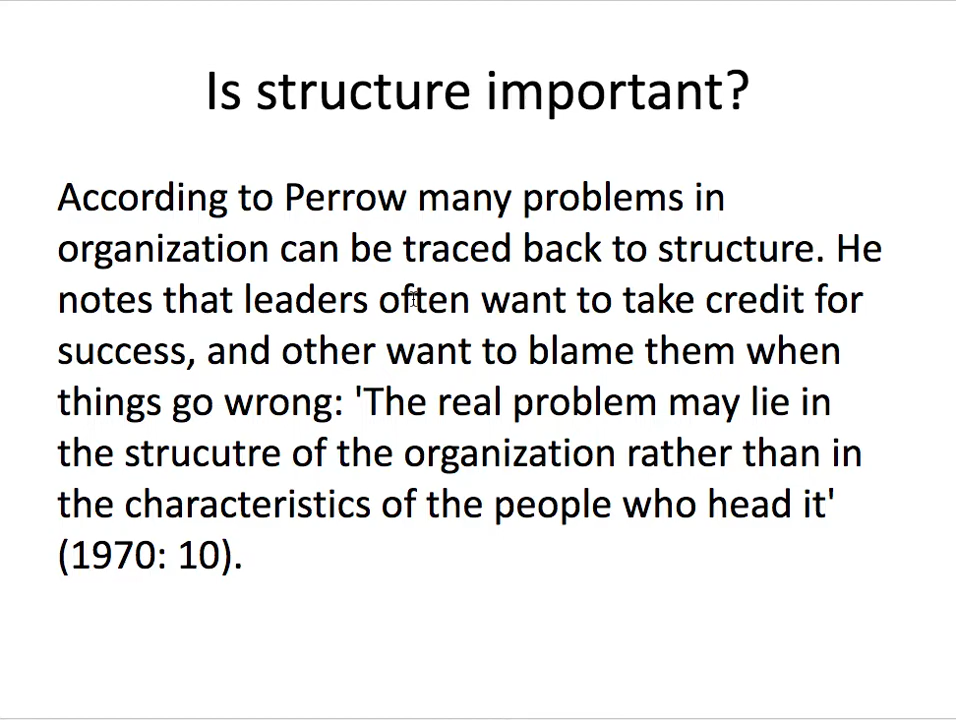 Is structure important?
According to Perrow many problems in
organization can be traced back to structure. He
notes that leaders often want to take credit for
success, and other want to blame them when
things go wrong: 'The real problem may lie in
the strucutre of the organization rather than in
the characteristics of the people who head it'
(1970: 10).